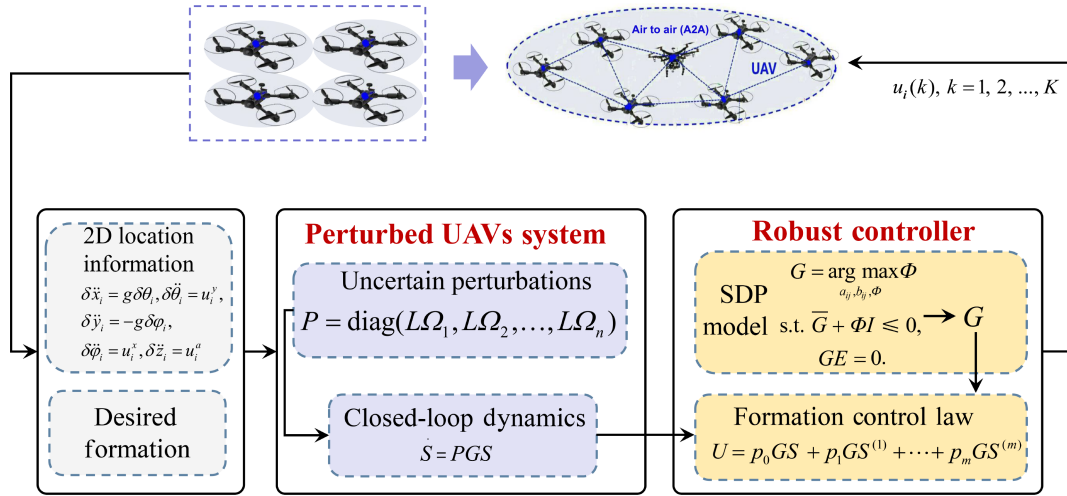 Air to air (A2A)
UAV
u_i(k), k = 1, 2, ..., K
2D location
information
δẍ_i = gδθ_i, δθ̈_i = u_i^y,
δÿ_i = −gδφ_i,
δφ̈_i = u_i^x, δz̈_i = u_i^a
Desired
formation
Perturbed UAVs system
Uncertain perturbations
P = diag(LΩ_1, LΩ_2, ..., LΩ_n)
Closed-loop dynamics
Ṡ = PGS
Robust controller
SDP
model
G = arg max Φ
a_ij, b_ij, Φ
s.t. G̅ + ΦI ⩽ 0,
GE = 0.
G
Formation control law
U = p_0GS + p_1GS^(1) + ⋯ + p_mGS^(m)